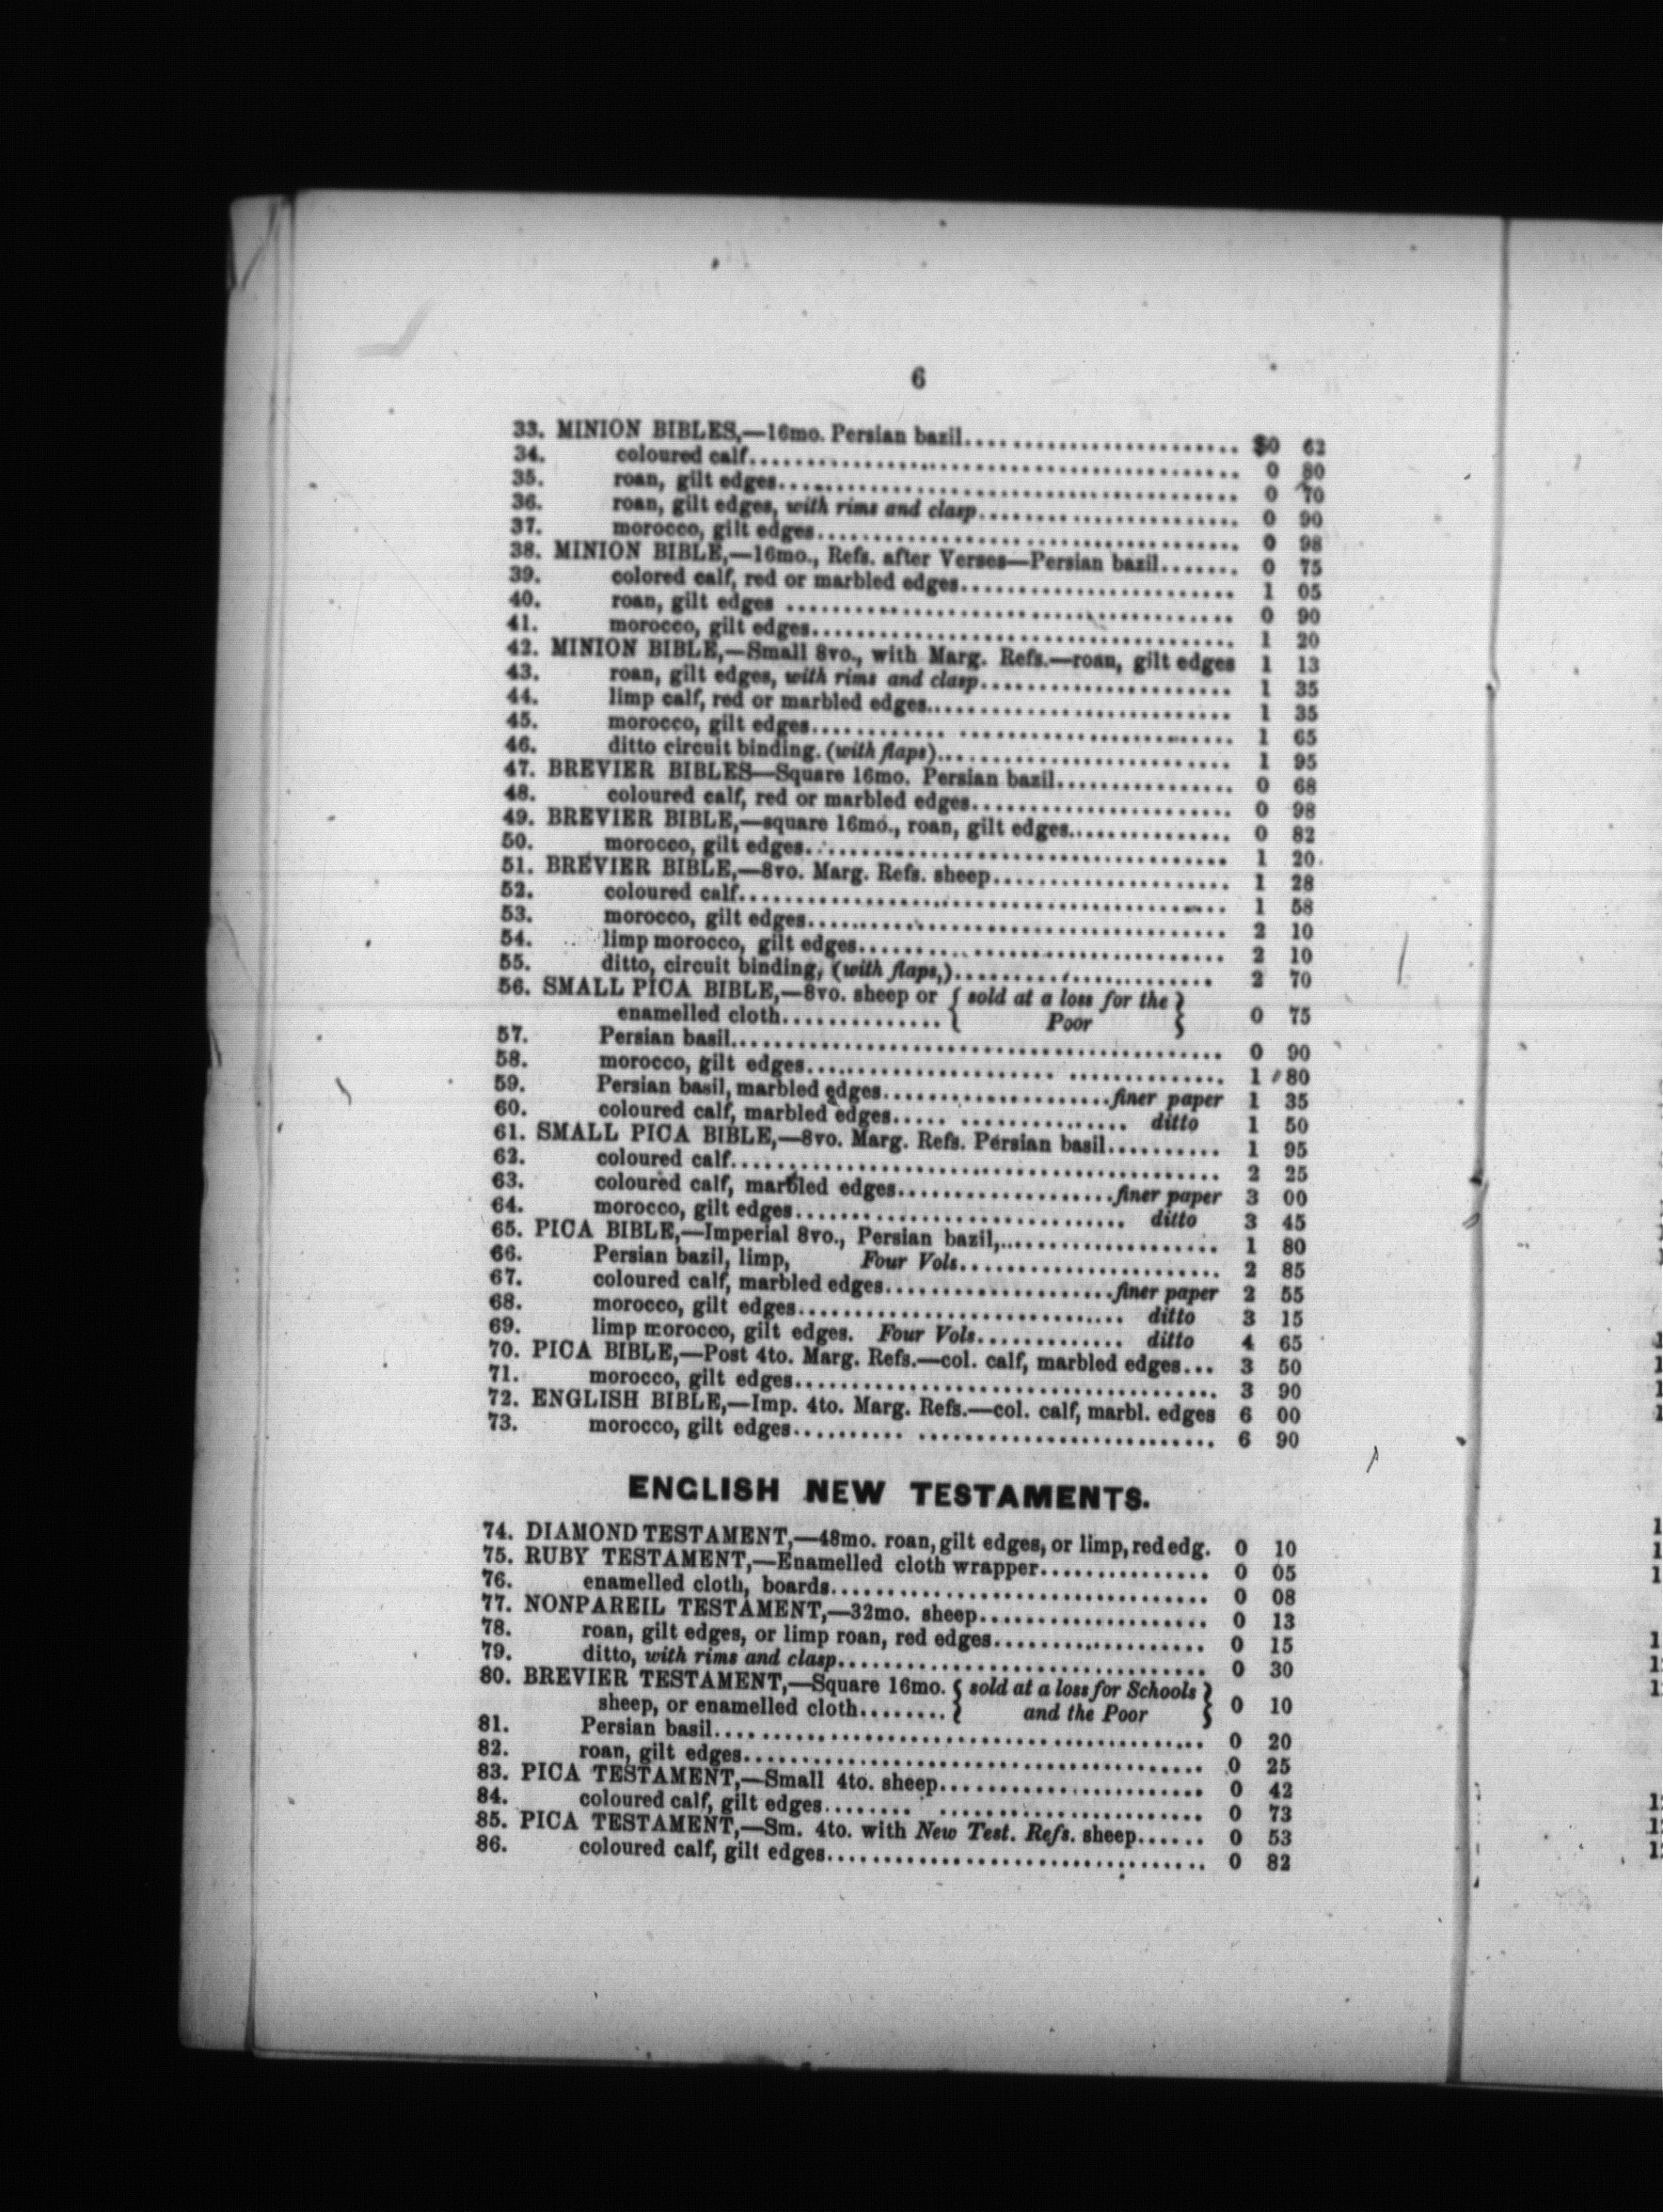 6
33. MINION BIBLES,—16mo. Persian bazil........................ $0 62
34. coloured calf........................ 0 80
35. roan, gilt edges........................ 0 70
36. roan, gilt edges, with rims and clasp........................ 0 90
37. morocco, gilt edges........................ 0 98
38. MINION BIBLE,—16mo., Refs. after Verses—Persian bazil....... 0 75
39. colored calf, red or marbled edges........................ 1 05
40. roan, gilt edges ........................ 0 90
41. morocco, gilt edges........................ 1 20
42. MINION BIBLE,—Small 8vo., with Marg. Refs.—roan, gilt edges 1 13
43. roan, gilt edges, with rims and clasp........................ 1 35
44. limp calf, red or marbled edges........................ 1 35
45. morocco, gilt edges........................ 1 65
46. ditto circuit binding. (with flaps)........................ 1 95
47. BREVIER BIBLES—Square 16mo. Persian bazil................ 0 68
48. coloured calf, red or marbled edges........................ 0 98
49. BREVIER BIBLE,—square 16mo., roan, gilt edges.............. 0 82
50. morocco, gilt edges........................ 1 20
51. BREVIER BIBLE,—8vo. Marg. Refs. sheep..................... 1 28
52. coloured calf........................ 1 58
53. morocco, gilt edges........................ 2 10
54. limp morocco, gilt edges........................ 2 10
55. ditto, circuit binding, (with flaps,)........................ 2 70
56. SMALL PICA BIBLE,—8vo. sheep or { sold at a loss for the }
enamelled cloth.............. { Poor } 0 75
57. Persian basil........................ 0 90
58. morocco, gilt edges........................ 1 80
59. Persian basil, marbled edges....................finer paper 1 35
60. coloured calf, marbled edges.................... ditto 1 50
61. SMALL PICA BIBLE,—8vo. Marg. Refs. Persian basil.......... 1 95
62. coloured calf........................ 2 25
63. coloured calf, marbled edges...................finer paper 3 00
64. morocco, gilt edges............................. ditto 3 45
65. PICA BIBLE,—Imperial 8vo., Persian bazil,................... 1 80
66. Persian bazil, limp, Four Vols....................... 2 85
67. coloured calf, marbled edges....................finer paper 2 55
68. morocco, gilt edges............................. ditto 3 15
69. limp morocco, gilt edges. Four Vols............. ditto 4 65
70. PICA BIBLE,—Post 4to. Marg. Refs.—col. calf, marbled edges... 3 50
71. morocco, gilt edges........................ 3 90
72. ENGLISH BIBLE,—Imp. 4to. Marg. Refs.—col. calf, marbl. edges 6 00
73. morocco, gilt edges.......... ........................ 6 90
ENGLISH NEW TESTAMENTS.
74. DIAMOND TESTAMENT,—48mo. roan, gilt edges, or limp, red edg. 0 10
75. RUBY TESTAMENT,—Enamelled cloth wrapper............... 0 05
76. enamelled cloth, boards........................ 0 08
77. NONPAREIL TESTAMENT,—32mo. sheep.................... 0 13
78. roan, gilt edges, or limp roan, red edges................... 0 15
79. ditto, with rims and clasp........................ 0 30
80. BREVIER TESTAMENT,—Square 16mo. { sold at a loss for Schools }
sheep, or enamelled cloth........ { and the Poor } 0 10
81. Persian basil........................ 0 20
82. roan, gilt edges........................ 0 25
83. PICA TESTAMENT,—Small 4to. sheep....................... 0 42
84. coloured calf, gilt edges........ ........................ 0 73
85. PICA TESTAMENT,—Sm. 4to. with New Test. Refs. sheep...... 0 53
86. coloured calf, gilt edges........................ 0 82